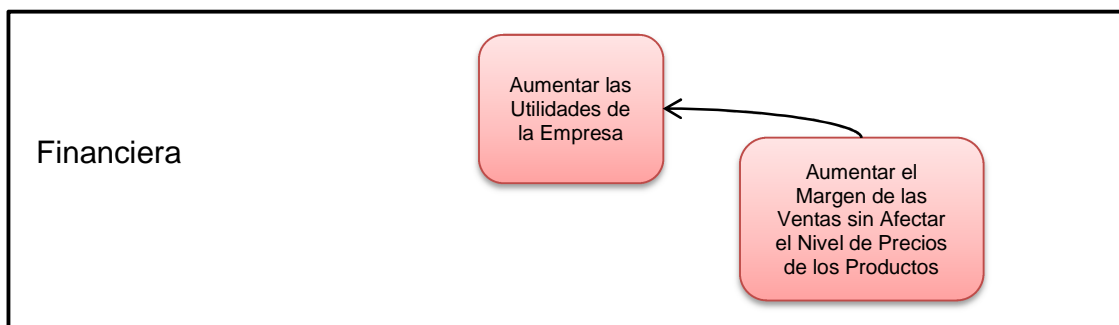 Financiera
Aumentar las
Utilidades de
la Empresa
Aumentar el
Margen de las
Ventas sin Afectar
el Nivel de Precios
de los Productos